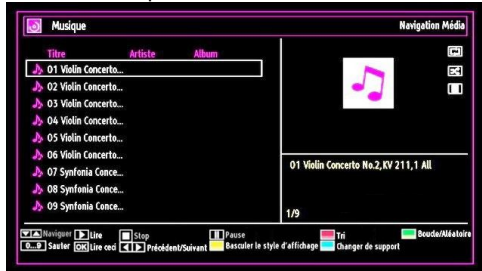 Musique
Navigation Média
Titre Artiste Album
01 Violin Concerto...
02 Violin Concerto...
03 Violin Concerto...
04 Violin Concerto...
05 Violin Concerto...
06 Violin Concerto...
07 Synfonia Conce...
08 Synfonia Conce...
09 Synfonia Conce...
01 Violin Concerto No.2,KV 211,1 All
1/9
Naviguer Lire Stop Pause Tri Boucle/Aléatoire
0...9 Sauter OK Lire ceci Précédent/Suivant Basculer le style d'affichage Changer de support